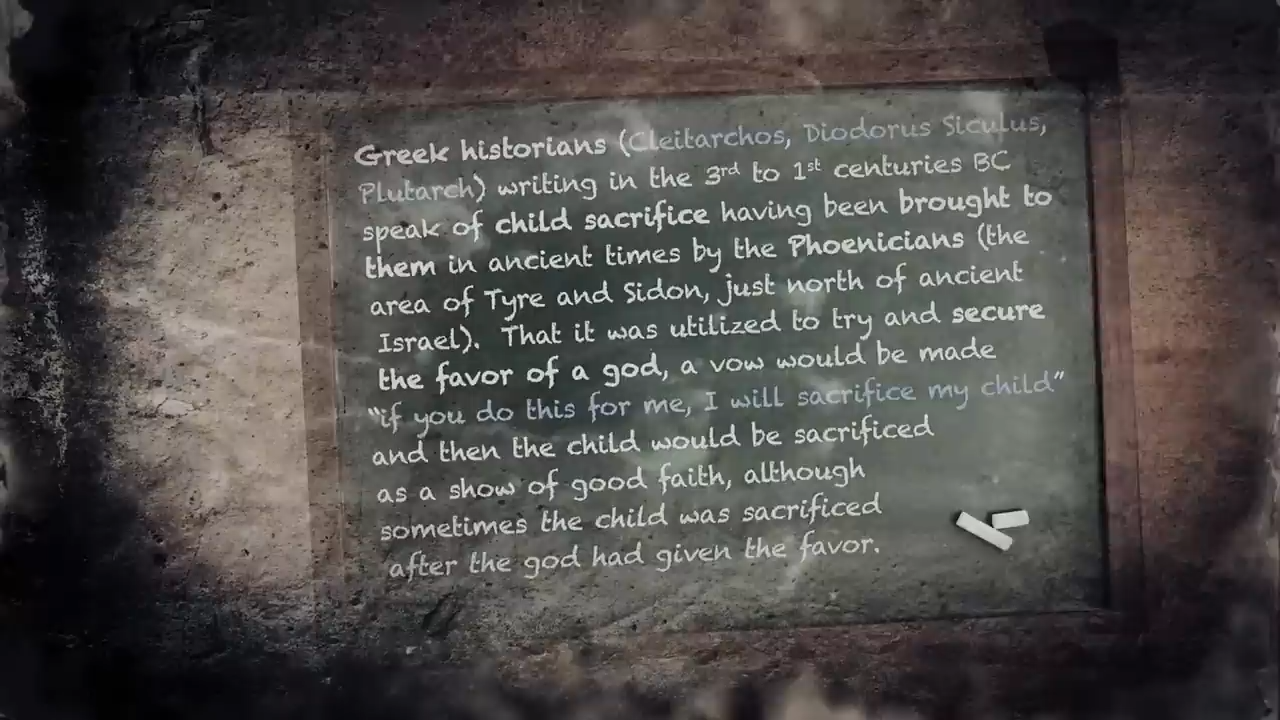 Greek historians (Cleitarchos, Diodorus Siculus,
Plutarch) writing in the 3rd to 1st centuries BC
speak of child sacrifice having been brought to
them in ancient times by the Phoenicians (the
area of Tyre and Sidon, just north of ancient
Israel). That it was utilized to try and secure
the favor of a god, a vow would be made
“if you do this for me, I will sacrifice my child”
and then the child would be sacrificed
as a show of good faith, although
sometimes the child was sacrificed
after the god had given the favor.